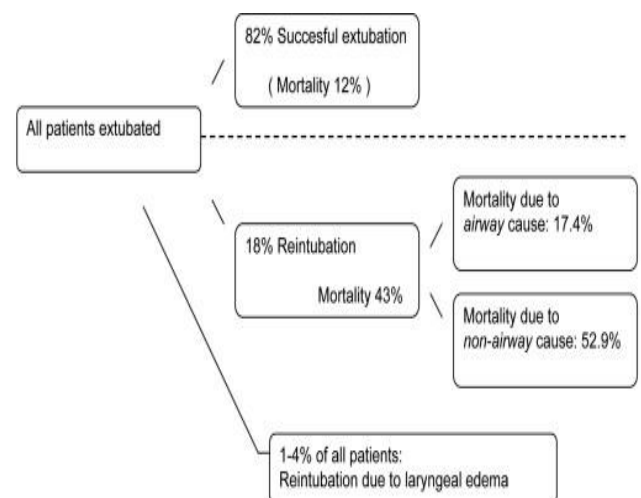 82% Succesful extubation
( Mortality 12% )
All patients extubated
Mortality due to
airway cause: 17.4%
18% Reintubation
Mortality 43%
Mortality due to
non-airway cause: 52.9%
1-4% of all patients:
Reintubation due to laryngeal edema